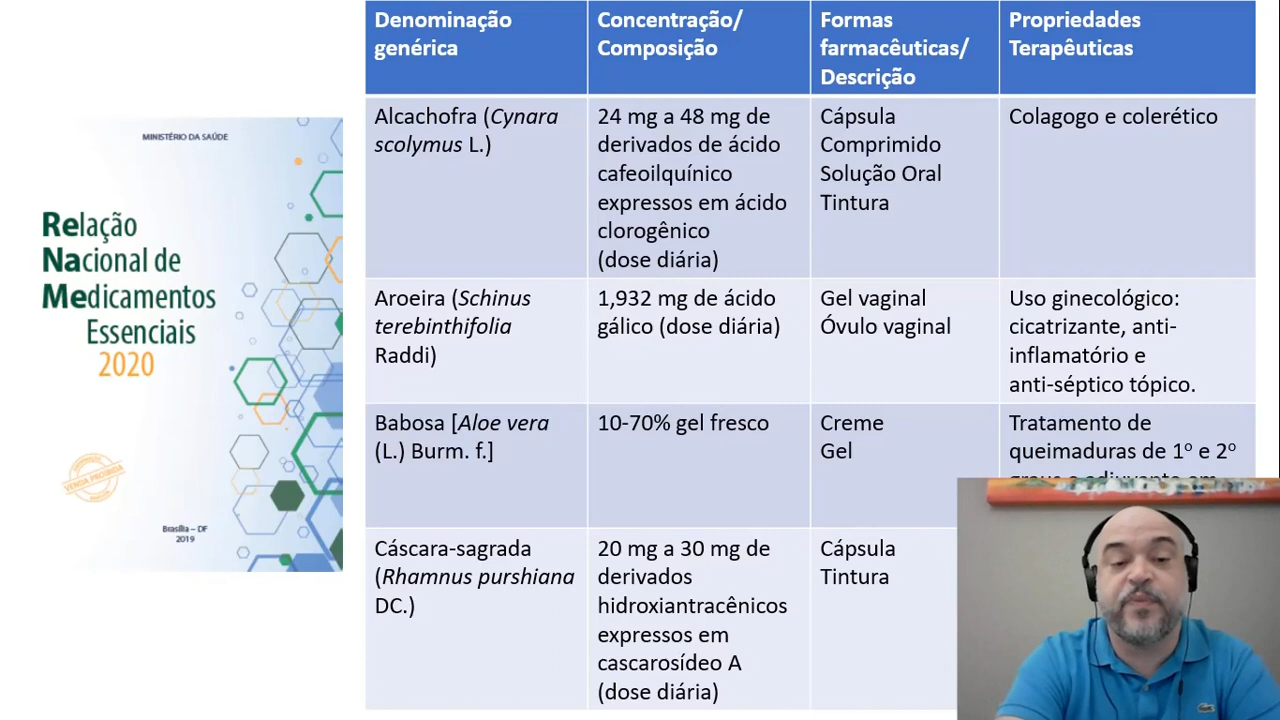 MINISTÉRIO DA SAÚDE
Relação
Nacional de
Medicamentos
Essenciais
2020
VENDA PROIBIDA
Brasília – DF
2019
Denominação genérica
Concentração/
Composição
Formas
farmacêuticas/
Descrição
Propriedades
Terapêuticas
Alcachofra (Cynara
scolymus L.)
24 mg a 48 mg de
derivados de ácido
cafeoilquínico
expressos em ácido
clorogênico
(dose diária)
Cápsula
Comprimido
Solução Oral
Tintura
Colagogo e colerético
Aroeira (Schinus
terebinthifolia
Raddi)
1,932 mg de ácido
gálico (dose diária)
Gel vaginal
Óvulo vaginal
Uso ginecológico:
cicatrizante, anti-
inflamatório e
anti-séptico tópico.
Babosa [Aloe vera
(L.) Burm. f.]
10-70% gel fresco
Creme
Gel
Tratamento de
queimaduras de 1º e 2º
Cáscara-sagrada
(Rhamnus purshiana
DC.)
20 mg a 30 mg de
derivados
hidroxiantracênicos
expressos em
cascarosídeo A
(dose diária)
Cápsula
Tintura